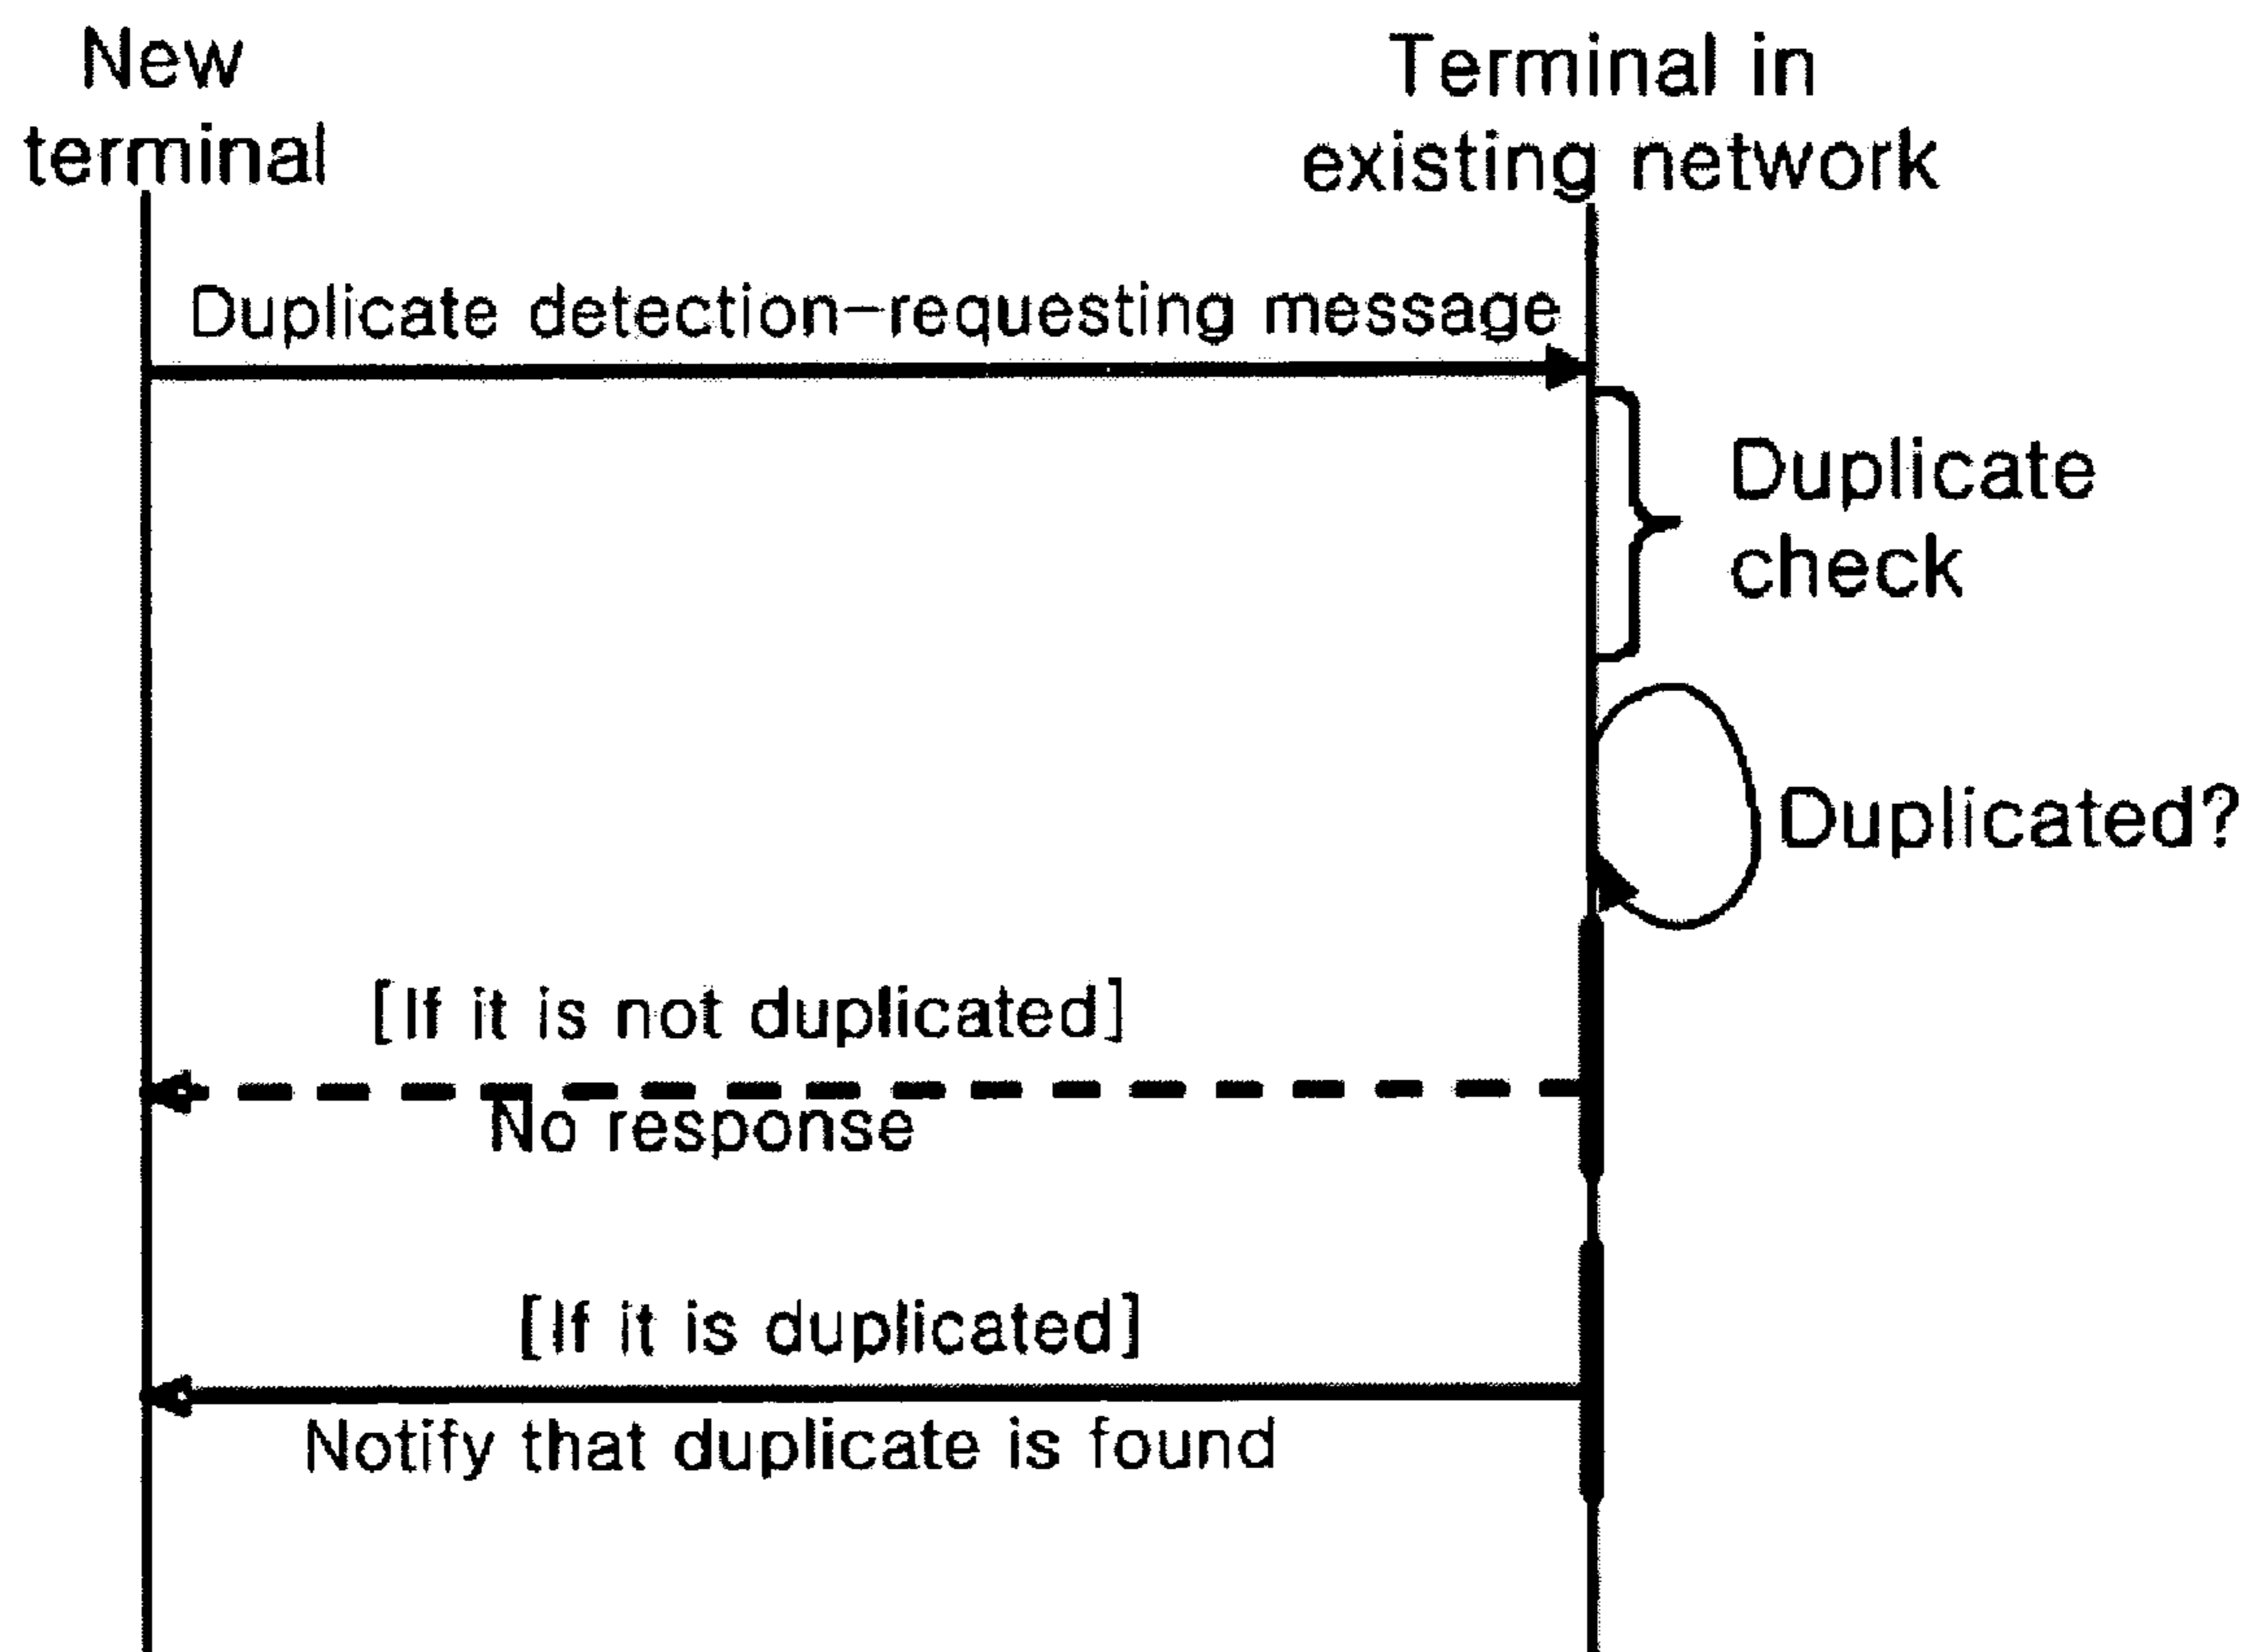 New
terminal
Terminal in
existing network
Duplicate detection-requesting message
Duplicate
check
Duplicated?
[If it is not duplicated]
No response
[If it is duplicated]
Notify that duplicate is found